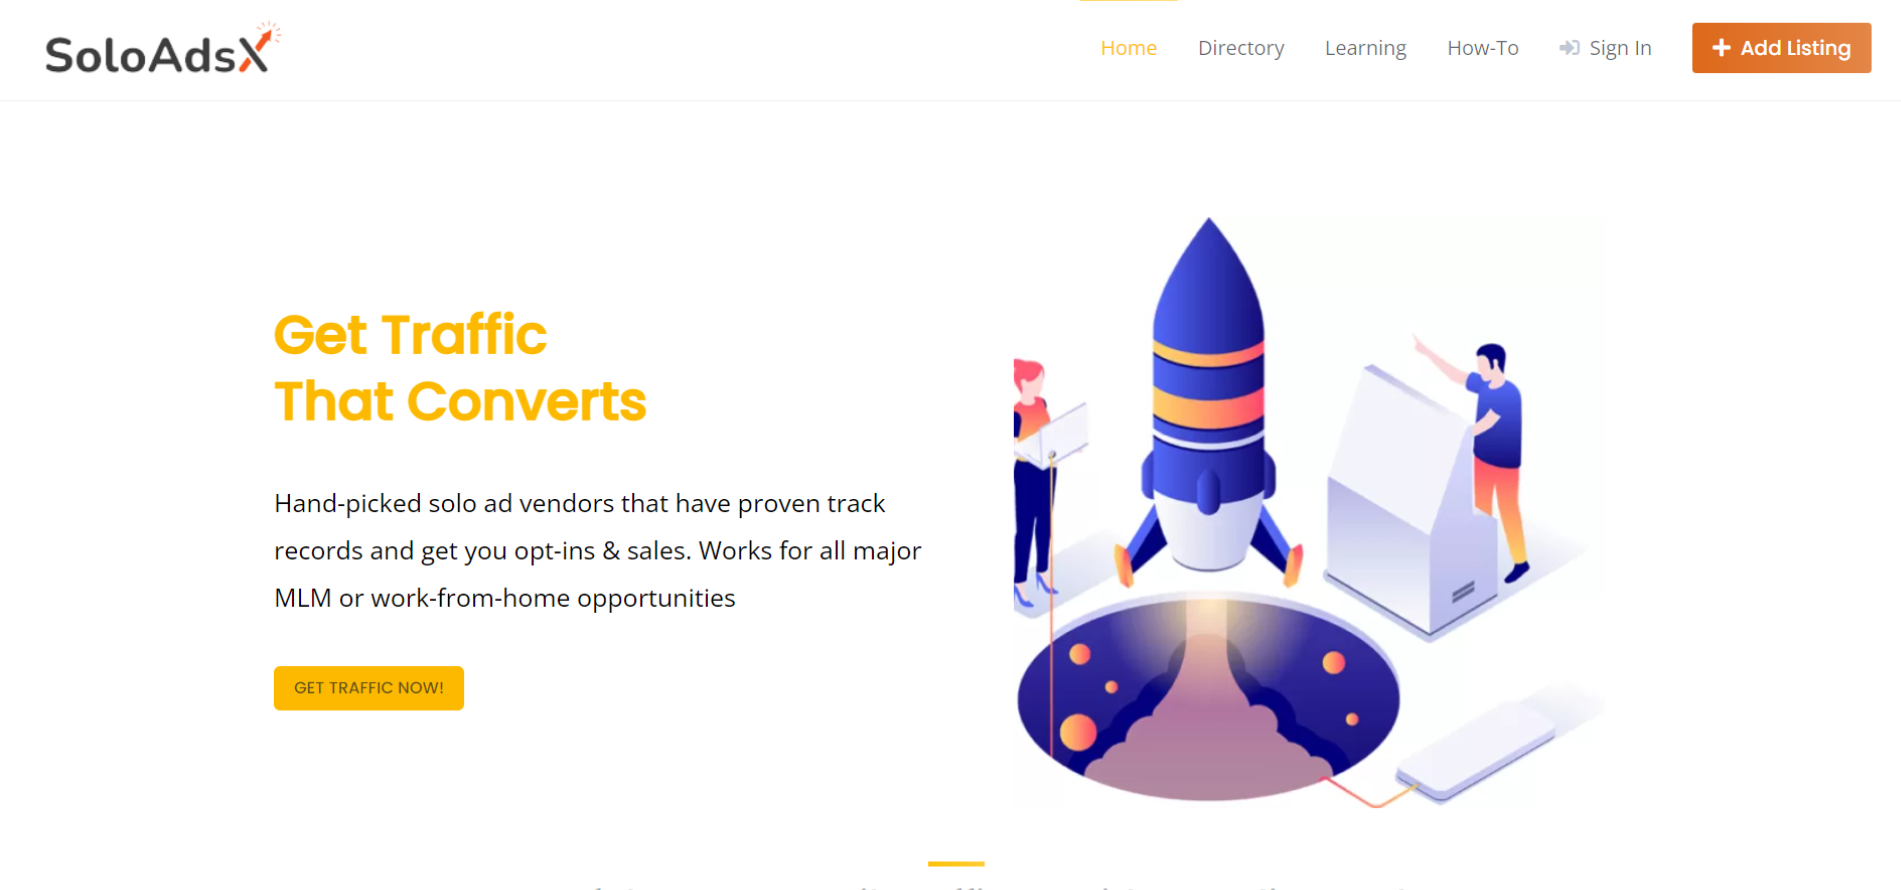 SoloAdsX
Home
Directory
Learning
How-To
Sign In
Add Listing
Get Traffic
That Converts
Hand-picked solo ad vendors that have proven track
records and get you opt-ins & sales. Works for all major
MLM or work-from-home opportunities
GET TRAFFIC NOW!